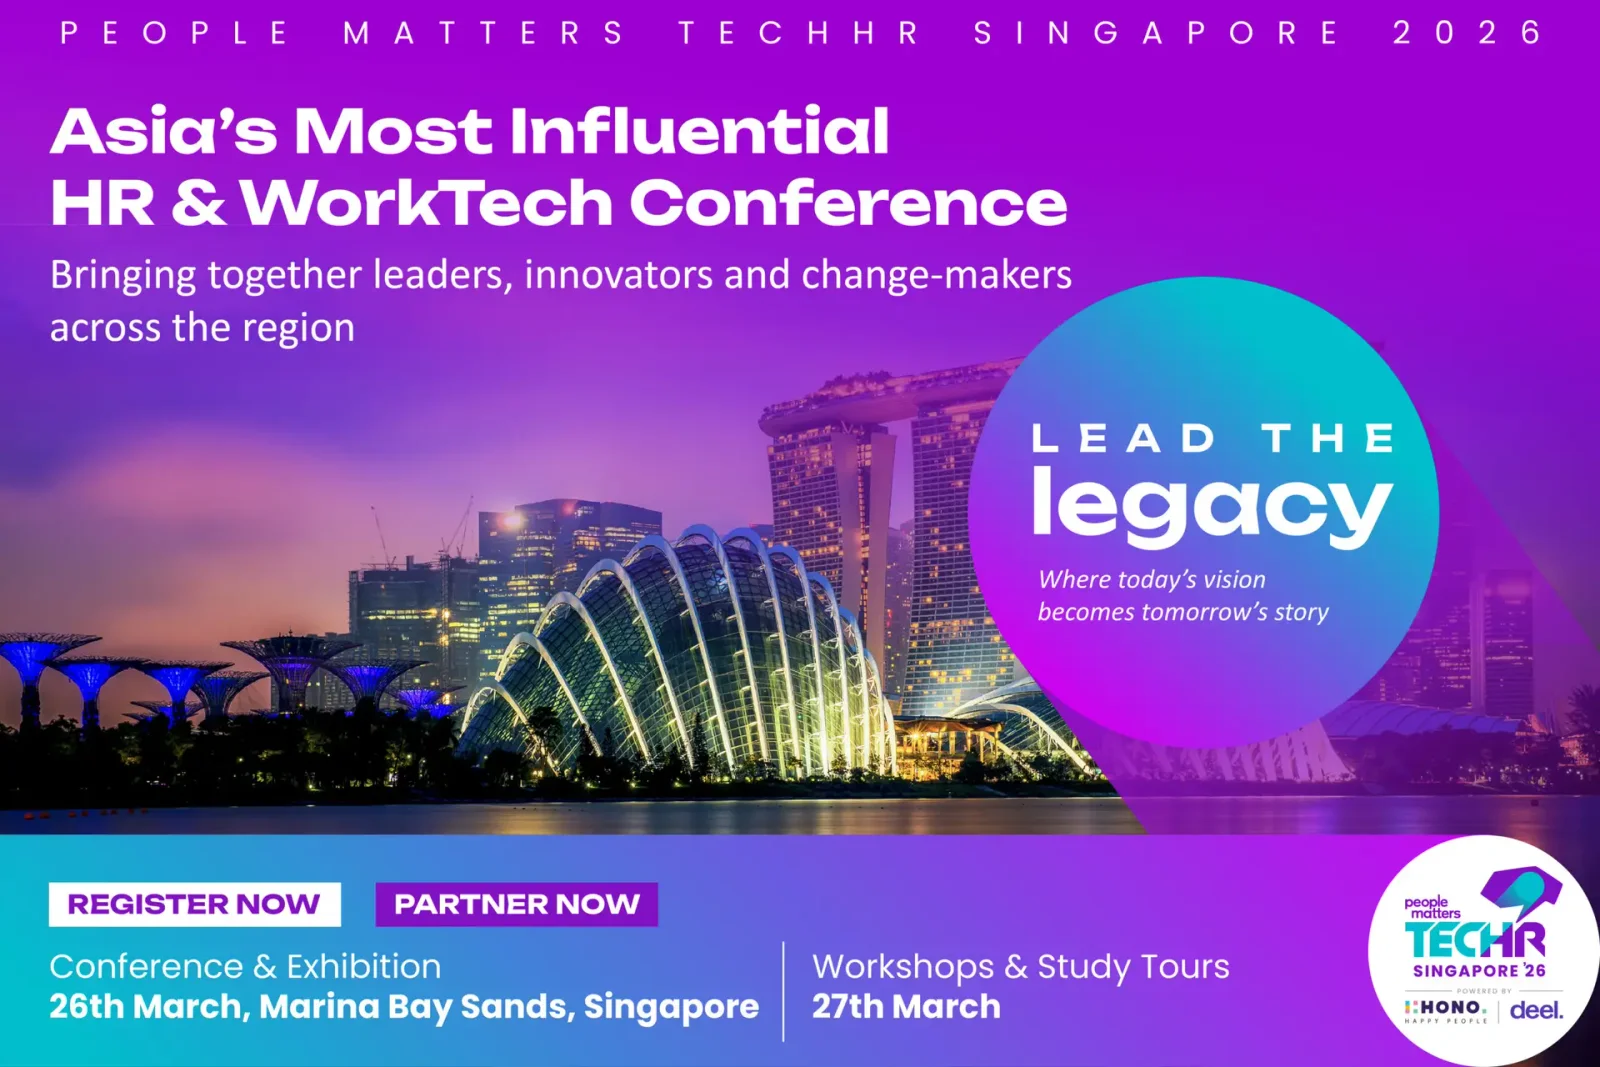 PEOPLE MATTERS TECHHR SINGAPORE 2026
Asia's Most Influential
HR & WorkTech Conference
Bringing together leaders, innovators and change-makers
across the region
LEAD THE
legacy
Where today's vision
becomes tomorrow's story
REGISTER NOW
PARTNER NOW
Conference & Exhibition
26th March, Marina Bay Sands, Singapore
Workshops & Study Tours
27th March
people
matters
TECHHR
SINGAPORE '26
POWERED BY
HONO.
HAPPY PEOPLE
deel.